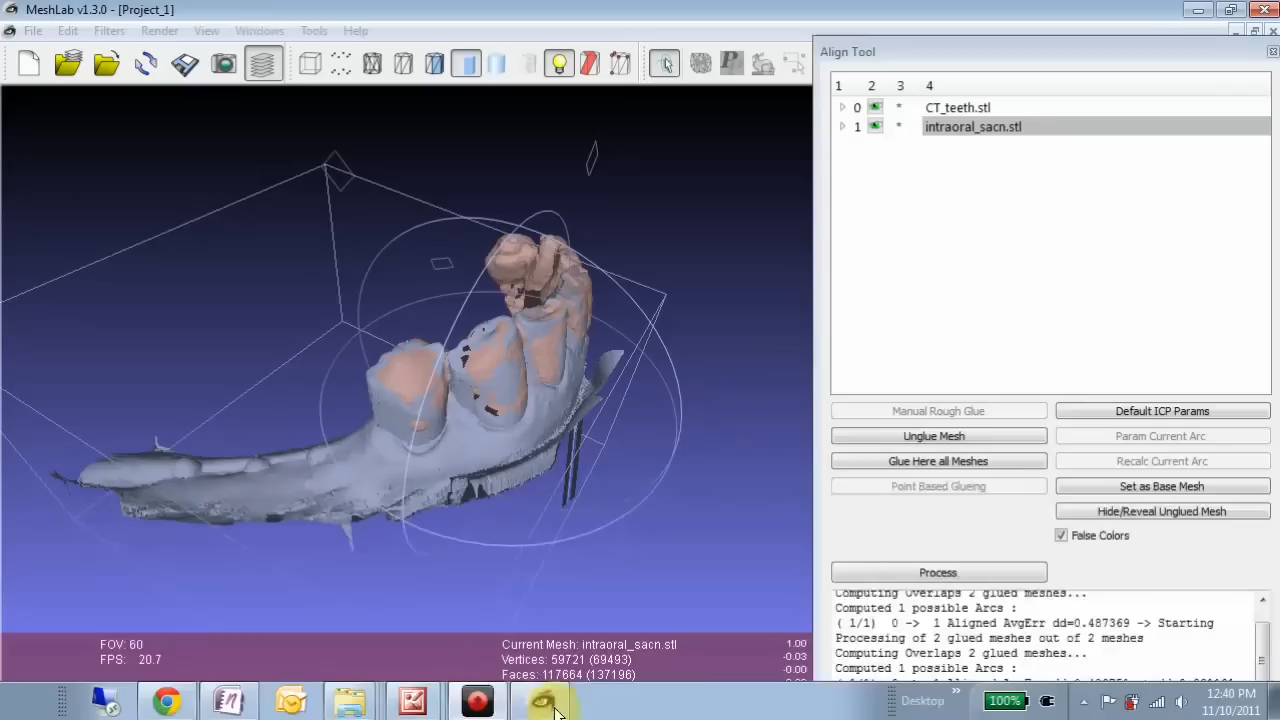 MeshLab v1.3.0 - [Project_1]
File Edit Filters Render View Windows Tools Help
Align Tool
1 2 3 4
0 * CT_teeth.stl
1 * intraoral_sacn.stl
Manual Rough Glue Default ICP Params
Unglue Mesh Param Current Arc
Glue Here all Meshes Recalc Current Arc
Point Based Glueing Set as Base Mesh
Hide/Reveal Unglued Mesh
False Colors
Process
Computing Overlaps 2 glued meshes...
Computed 1 possible Arcs :
( 1/1) 0 -> 1 Aligned AvgErr dd=0.487369 -> Starting
Processing of 2 glued meshes out of 2 meshes
Computing Overlaps 2 glued meshes...
Computed 1 possible Arcs :
FOV: 60
FPS: 20.7
Current Mesh: intraoral_sacn.stl
Vertices: 59721 (69493)
Faces: 117664 (137196)
1.00
-0.03
-0.00
Desktop
100%
12:40 PM
11/10/2011